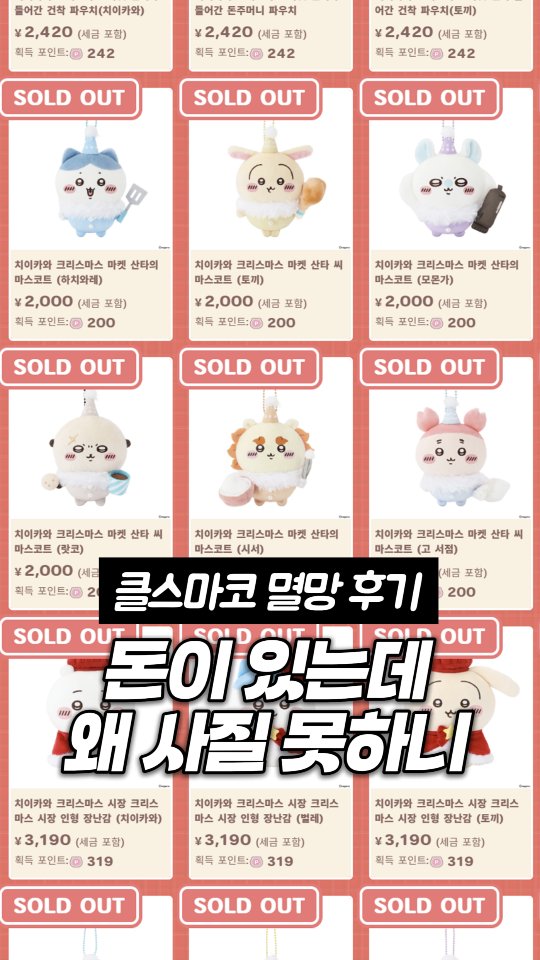 들어간 건착 파우치(치이카와)
¥2,420 (세금 포함)
획득 포인트: 242
들어간 돈주머니 파우치
¥2,420 (세금 포함)
획득 포인트: 242
들어간 건착 파우치(토끼)
¥2,420 (세금 포함)
획득 포인트: 242
SOLD OUT
치이카와 크리스마스 마켓 산타의
마스코트 (하치와레)
¥2,000 (세금 포함)
획득 포인트: 200
SOLD OUT
치이카와 크리스마스 마켓 산타 씨
마스코트 (토끼)
¥2,000 (세금 포함)
획득 포인트: 200
SOLD OUT
치이카와 크리스마스 마켓 산타의
마스코트 (모몬가)
¥2,000 (세금 포함)
획득 포인트: 200
SOLD OUT
치이카와 크리스마스 마켓 산타 씨
마스코트 (랏코)
¥2,000 (세금
획득 포인트:
SOLD OUT
치이카와 크리스마스 마켓 산타의
마스코트 (시서)
SOLD OUT
치이카와 크리스마스 마켓 산타 씨
마스코트 (고 서점)
(세금 포함)
200
클스마코 멸망 후기
돈이 있는데
왜 사질 못하니
SOLD OUT
치이카와 크리스마스 시장 크리스
마스 시장 인형 장난감 (치이카와)
¥3,190 (세금 포함)
획득 포인트: 319
SOLD OUT
치이카와 크리스마스 시장 크리스
마스 시장 인형 장난감 (벌레)
¥3,190 (세금 포함)
획득 포인트: 319
SOLD OUT
치이카와 크리스마스 시장 크리스
마스 시장 인형 장난감 (토끼)
¥3,190 (세금 포함)
획득 포인트: 319
SOLD OUT
SOLD OUT
SOLD OUT